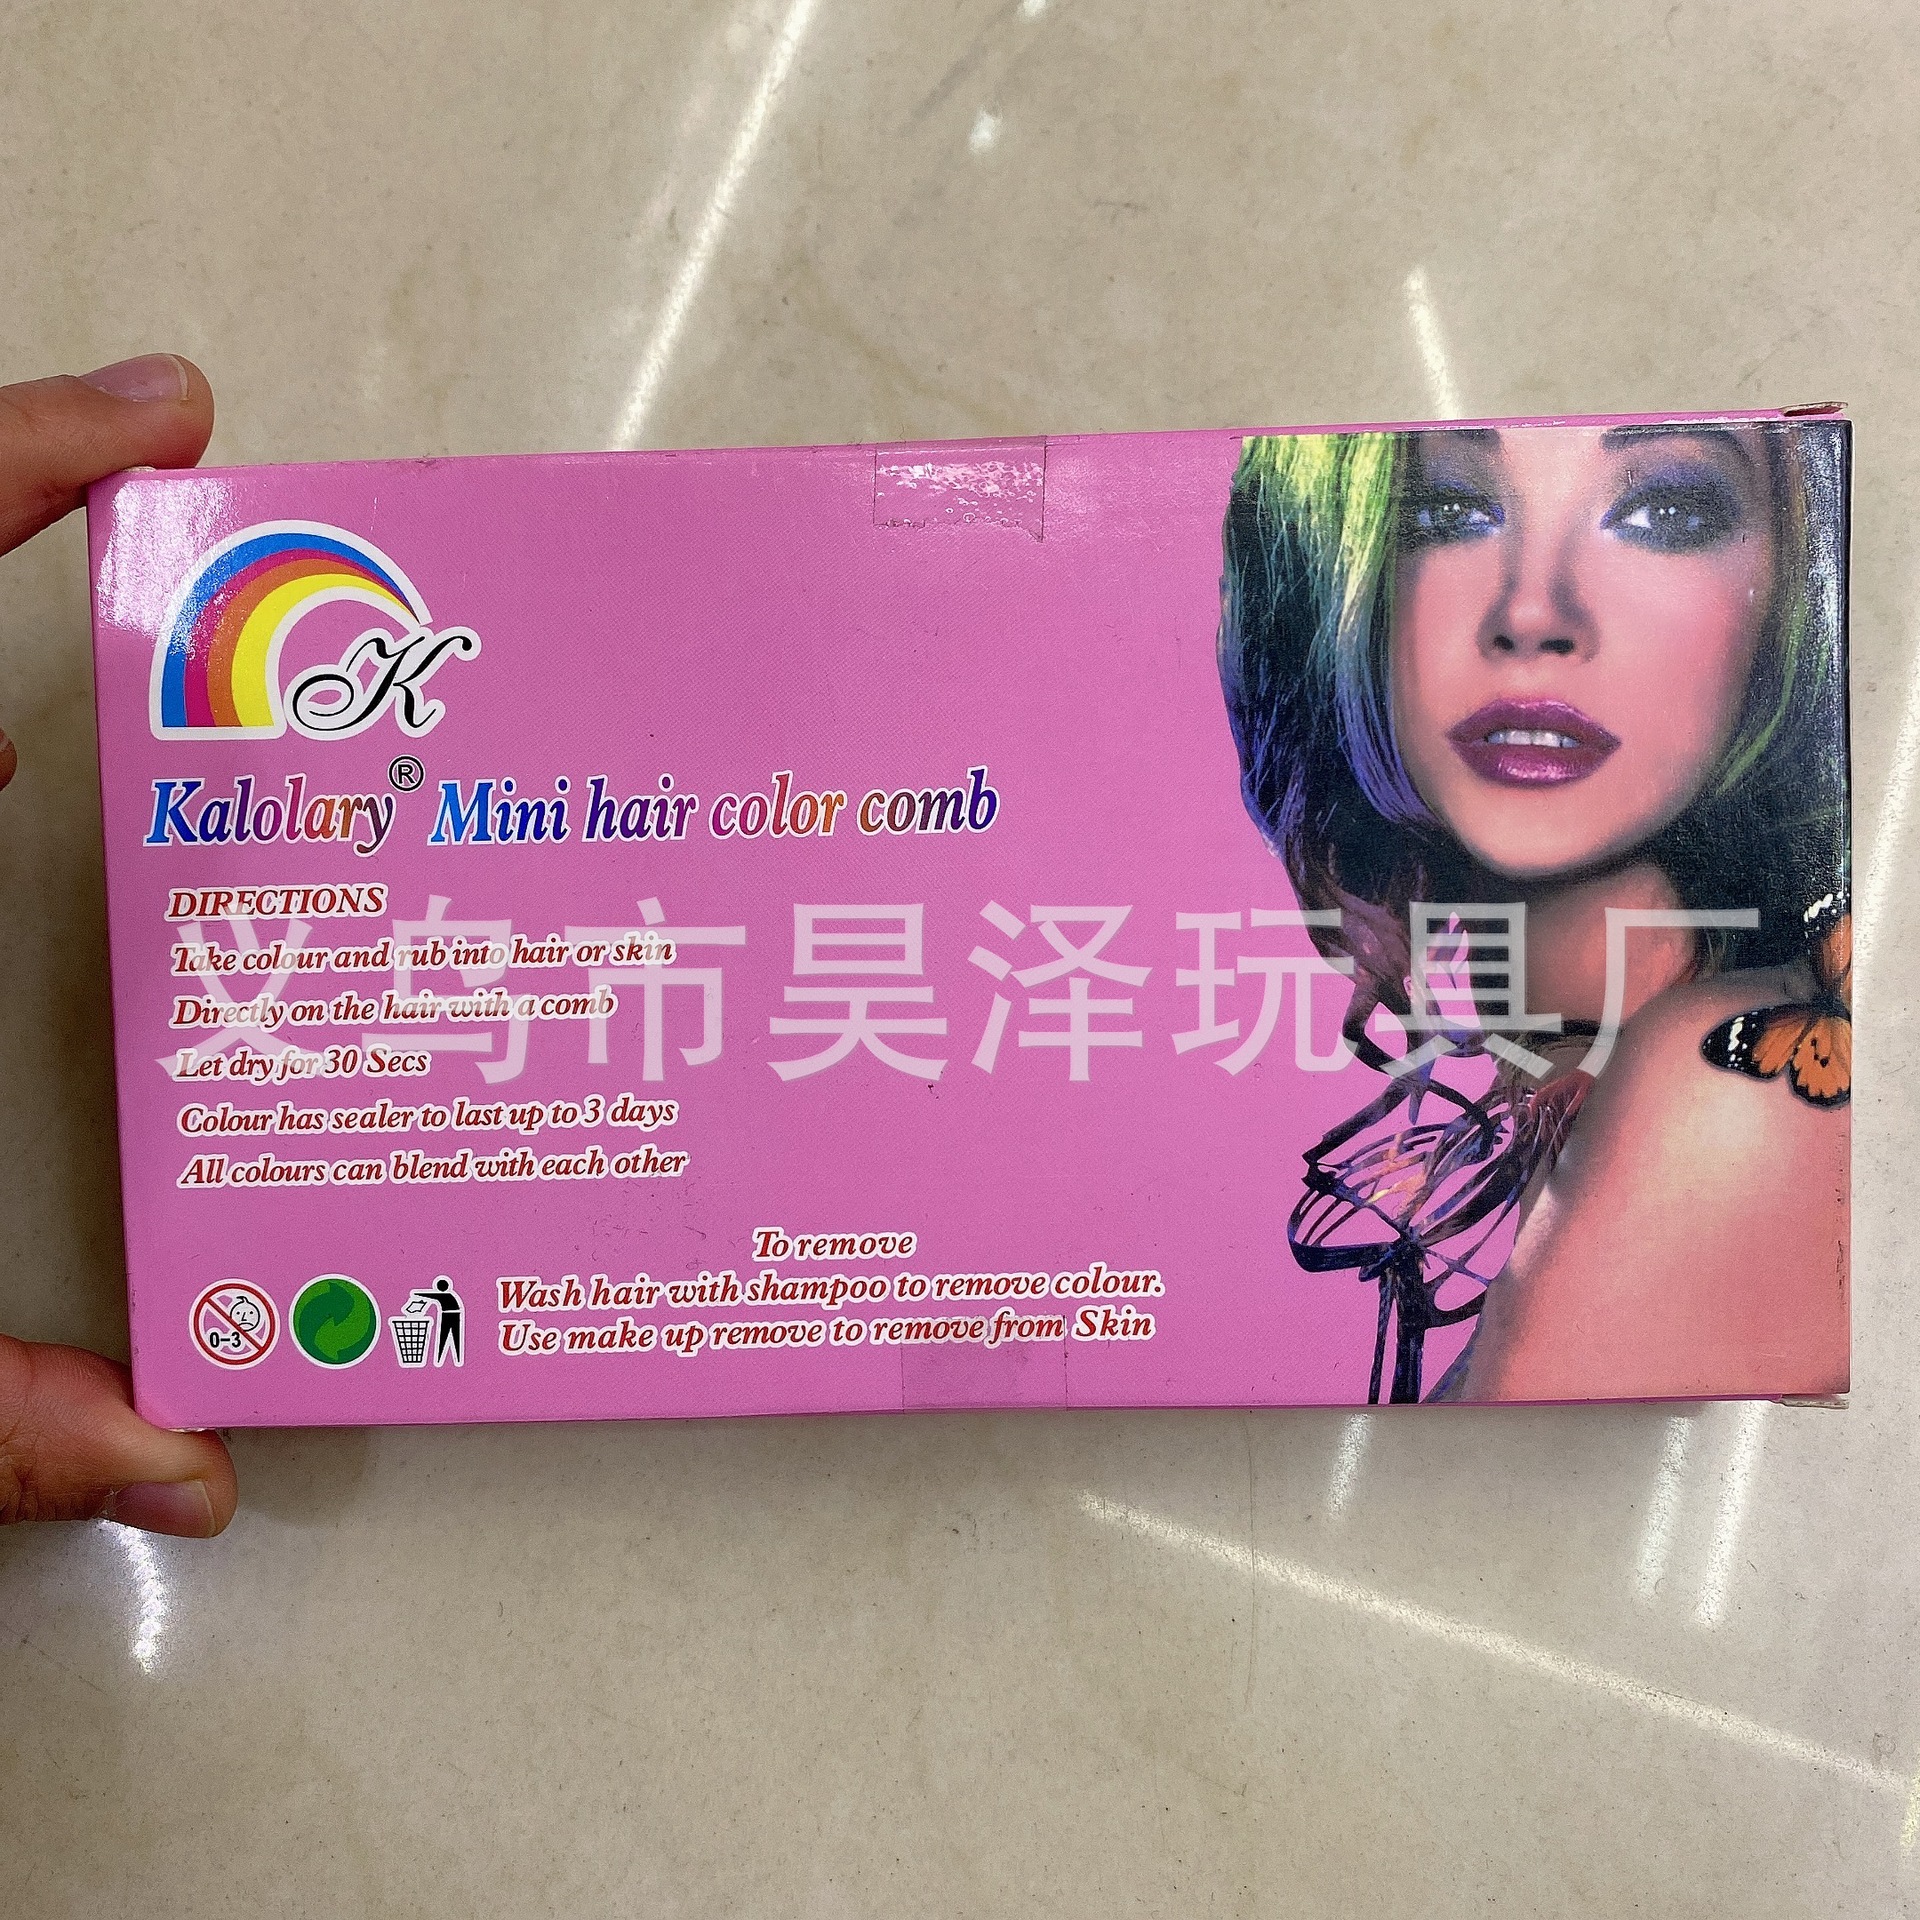 K
Kalolary® Mini hair color comb
DIRECTIONS
Take colour and rub into hair or skin
Directly on the hair with a comb
Let dry for 30 Secs
Colour has sealer to last up to 3 days
All colours can blend with each other
To remove
Wash hair with shampoo to remove colour.
Use make up remove to remove from Skin
0-3
义乌市昊泽玩具厂